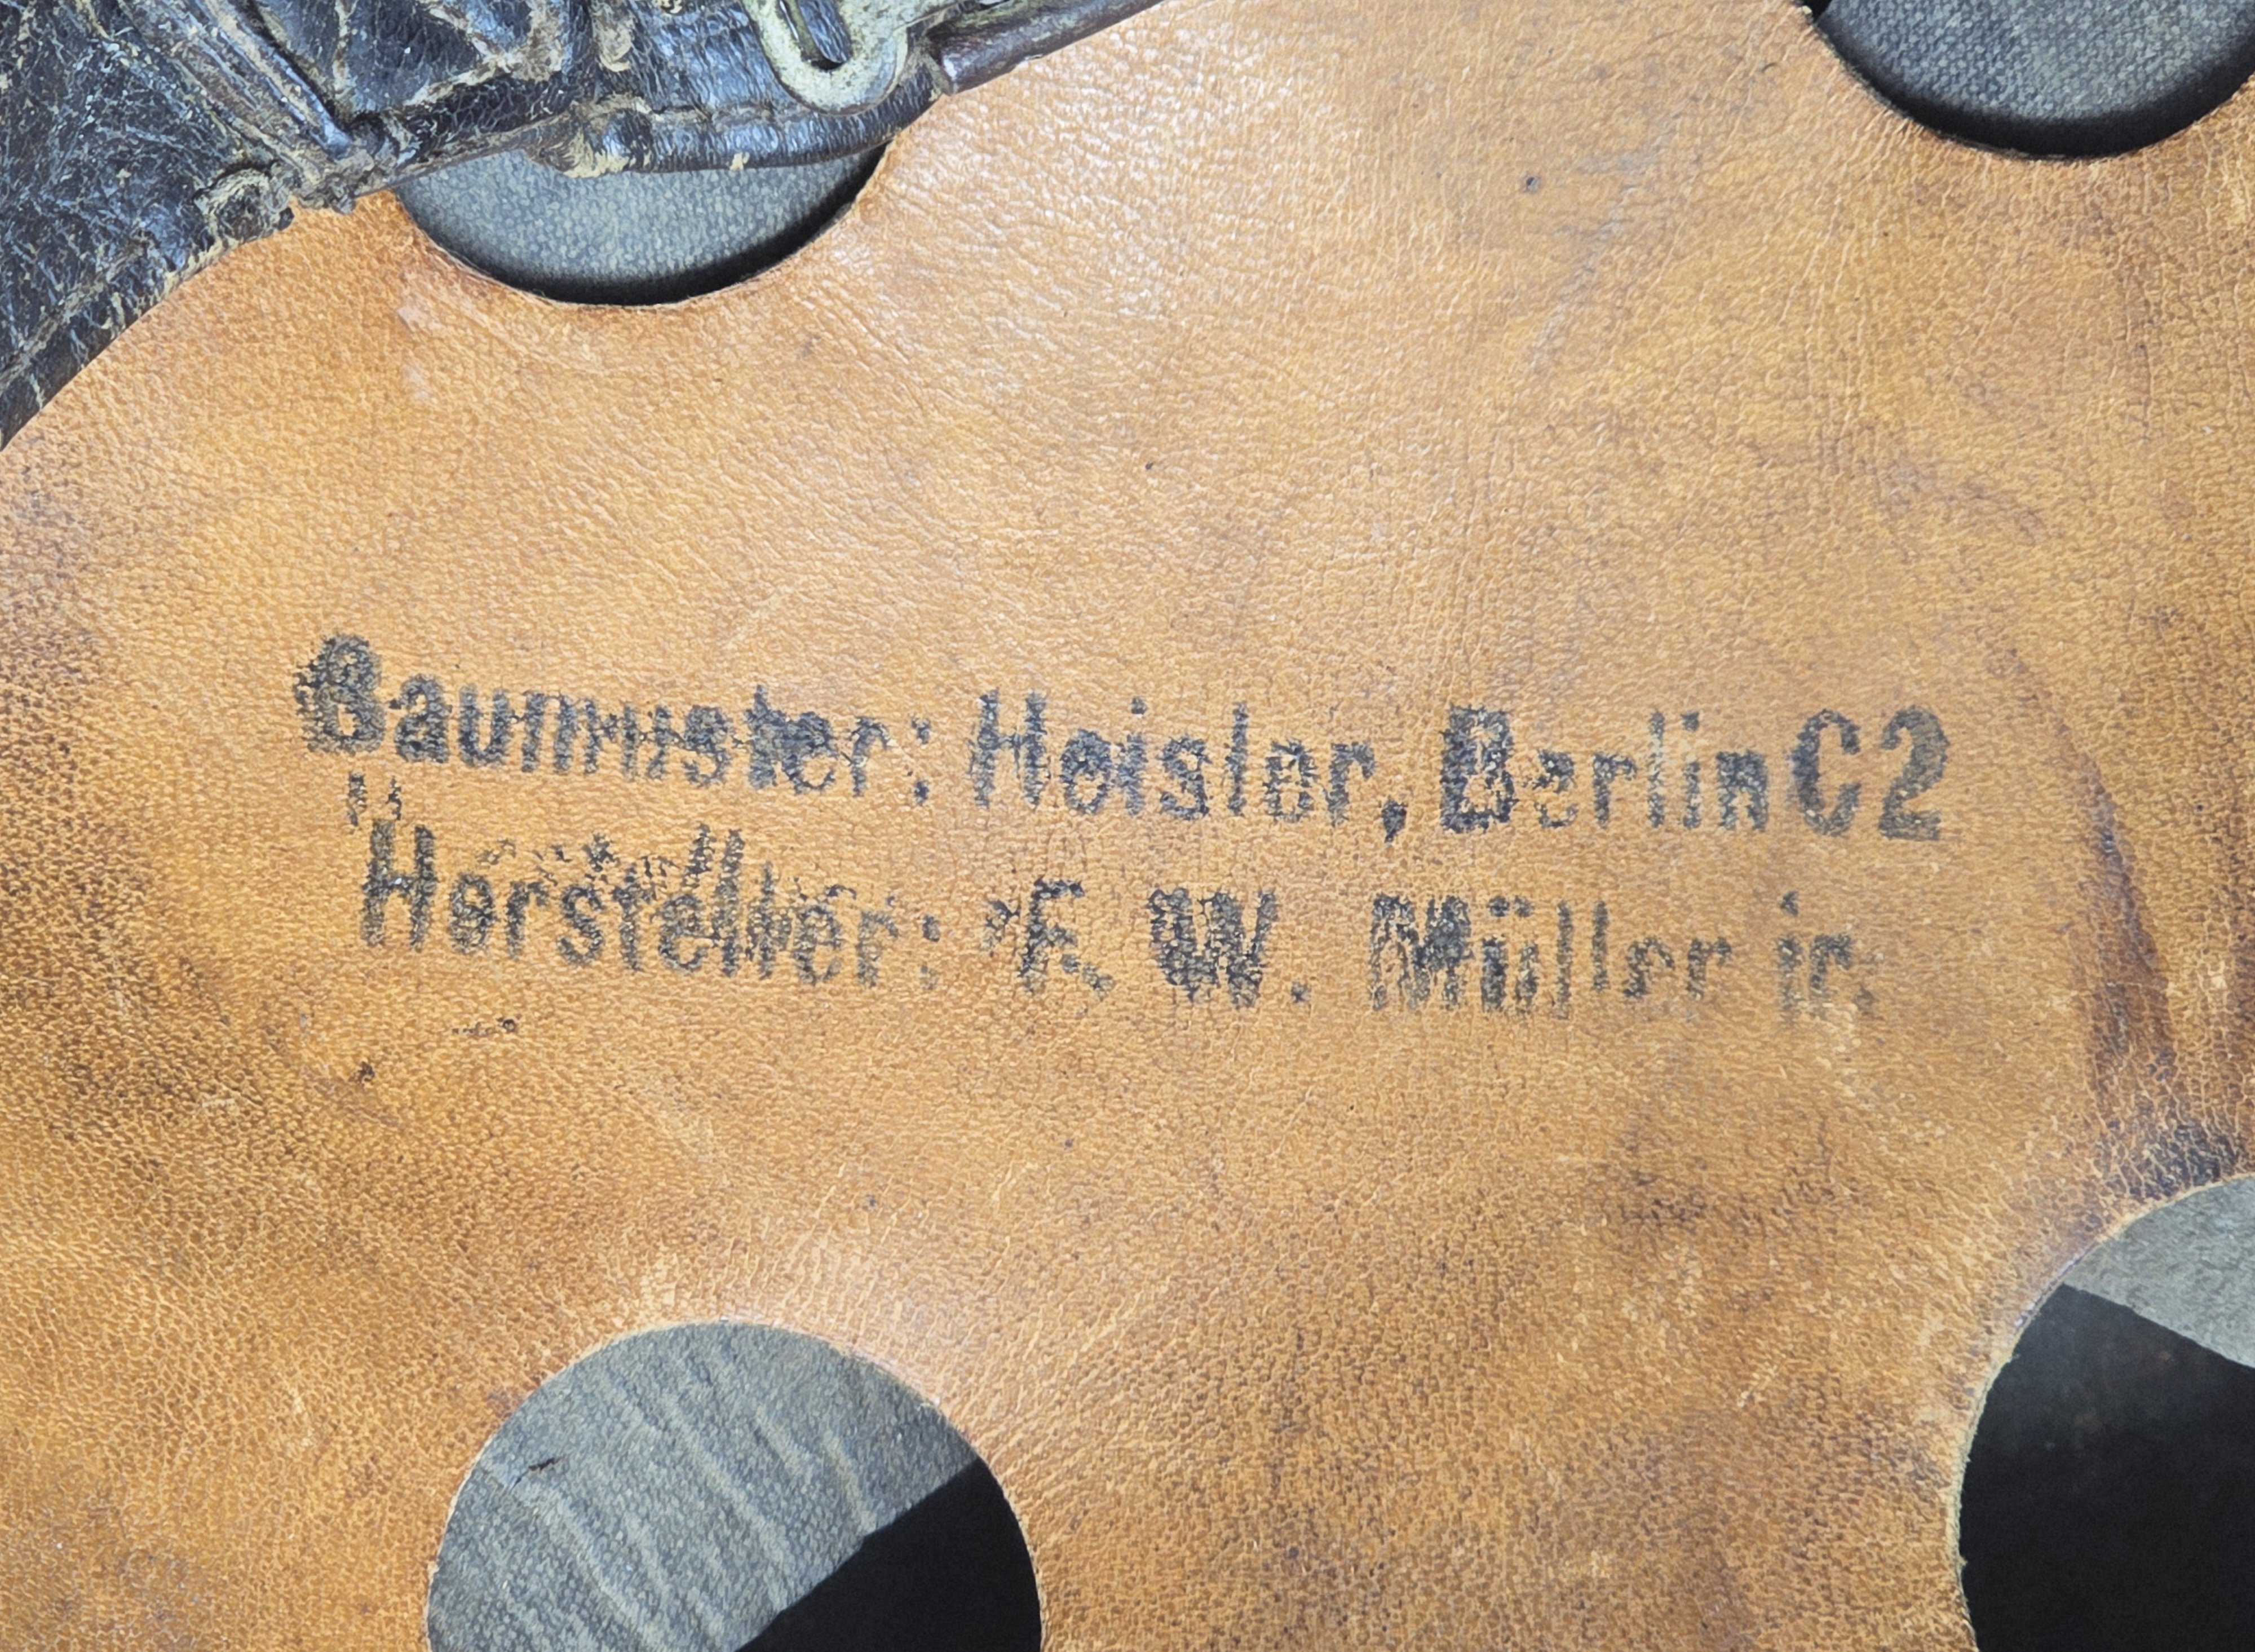 Baumuster: Heisler, Berlin C2
Hersteller: F. W. Müller jr.